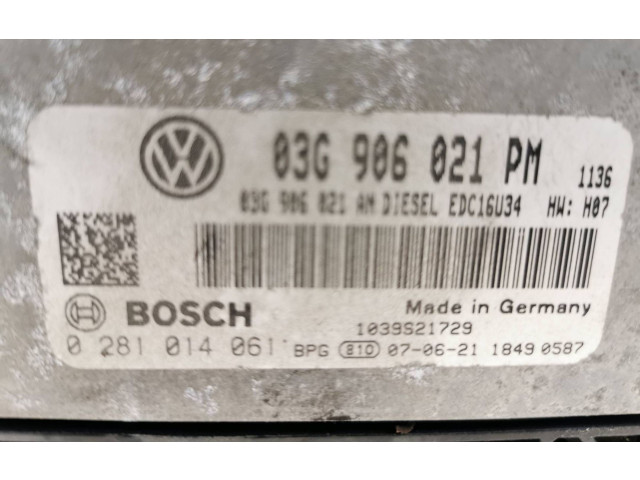 03G 906 021 PM 1136
03G 906 021 AN DIESEL EDC16U34 HW: H07
BOSCH Made in Germany
1039S21729
0 281 014 061 BPG 810 07-06-21 1849 0587